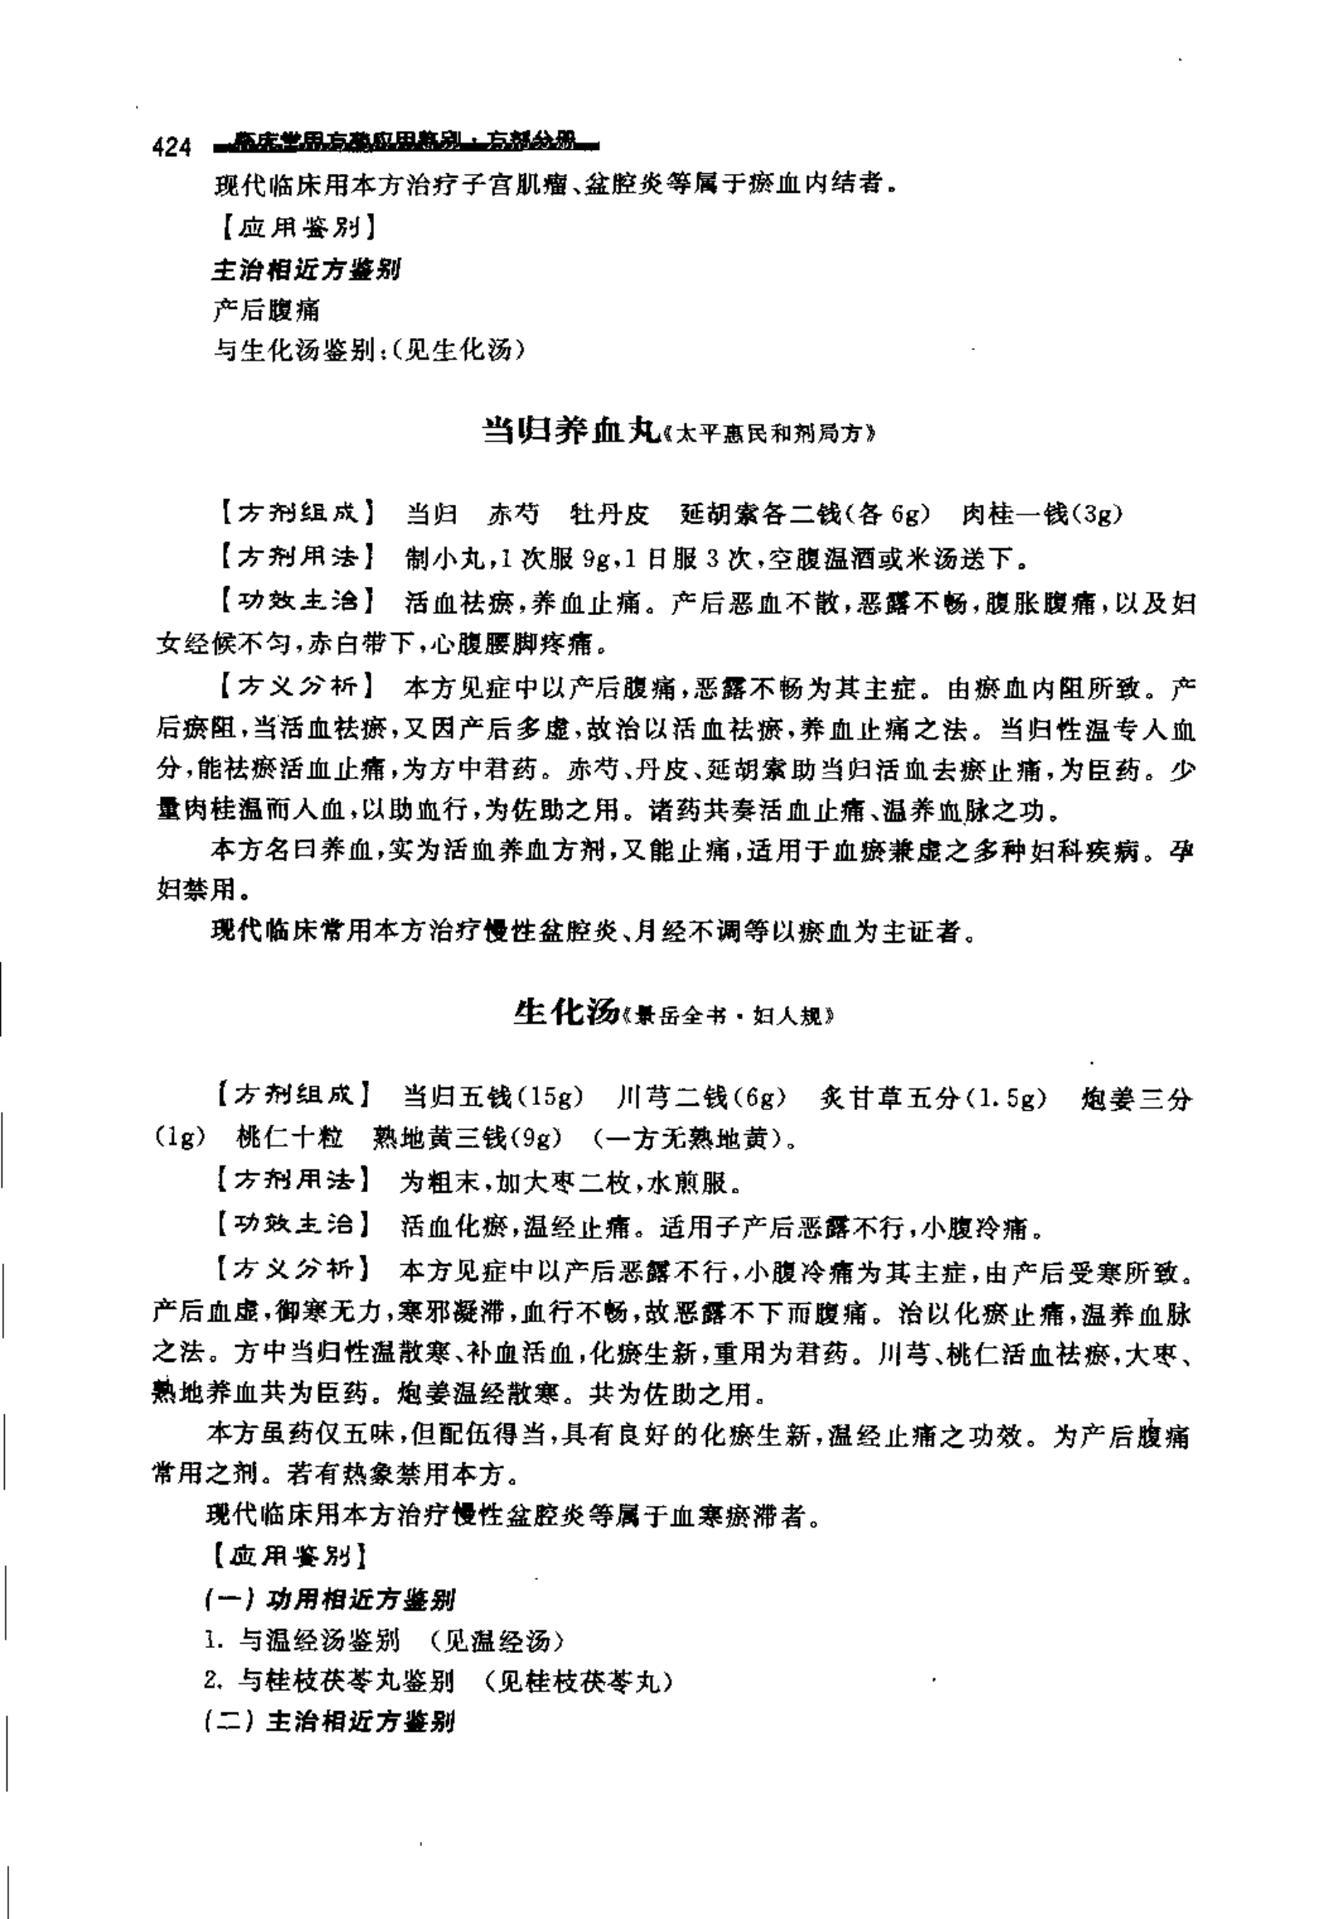 424 临床常用方药应用鉴别·方部分册
现代临床用本方治疗子宫肌瘤、盆腔炎等属于瘀血内结者。
【应用鉴别】
主治相近方鉴别
产后腹痛
与生化汤鉴别:(见生化汤)
当归养血丸《太平惠民和剂局方》
【方剂组成】 当归 赤芍 牡丹皮 延胡索各二钱(各6g) 肉桂一钱(3g)
【方剂用法】 制小丸,1次服9g,1日服3次,空腹温酒或米汤送下。
【功效主治】 活血祛瘀,养血止痛。产后恶血不散,恶露不畅,腹胀腹痛,以及妇
女经候不匀,赤白带下,心腹腰脚疼痛。
【方义分析】 本方见症中以产后腹痛,恶露不畅为其主症。由瘀血内阻所致。产
后瘀阻,当活血祛瘀,又因产后多虚,故治以活血祛瘀,养血止痛之法。当归性温专入血
分,能祛瘀活血止痛,为方中君药。赤芍、丹皮、延胡索助当归活血去瘀止痛,为臣药。少
量肉桂温而入血,以助血行,为佐助之用。诸药共奏活血止痛、温养血脉之功。
本方名曰养血,实为活血养血方剂,又能止痛,适用于血瘀兼虚之多种妇科疾病。孕
妇禁用。
现代临床常用本方治疗慢性盆腔炎、月经不调等以瘀血为主证者。
生化汤《景岳全书·妇人规》
【方剂组成】 当归五钱(15g) 川芎二钱(6g) 炙甘草五分(1.5g) 炮姜三分
(1g) 桃仁十粒 熟地黄三钱(9g) (一方无熟地黄)。
【方剂用法】 为粗末,加大枣二枚,水煎服。
【功效主治】 活血化瘀,温经止痛。适用于产后恶露不行,小腹冷痛。
【方义分析】 本方见症中以产后恶露不行,小腹冷痛为其主症,由产后受寒所致。
产后血虚,御寒无力,寒邪凝滞,血行不畅,故恶露不下而腹痛。治以化瘀止痛,温养血脉
之法。方中当归性温散寒、补血活血,化瘀生新,重用为君药。川芎、桃仁活血祛瘀,大枣、
熟地养血共为臣药。炮姜温经散寒。共为佐助之用。
本方虽药仅五味,但配伍得当,具有良好的化瘀生新,温经止痛之功效。为产后腹痛
常用之剂。若有热象禁用本方。
现代临床用本方治疗慢性盆腔炎等属于血寒瘀滞者。
【应用鉴别】
(一)功用相近方鉴别
1. 与温经汤鉴别 (见温经汤)
2. 与桂枝茯苓丸鉴别 (见桂枝茯苓丸)
(二)主治相近方鉴别